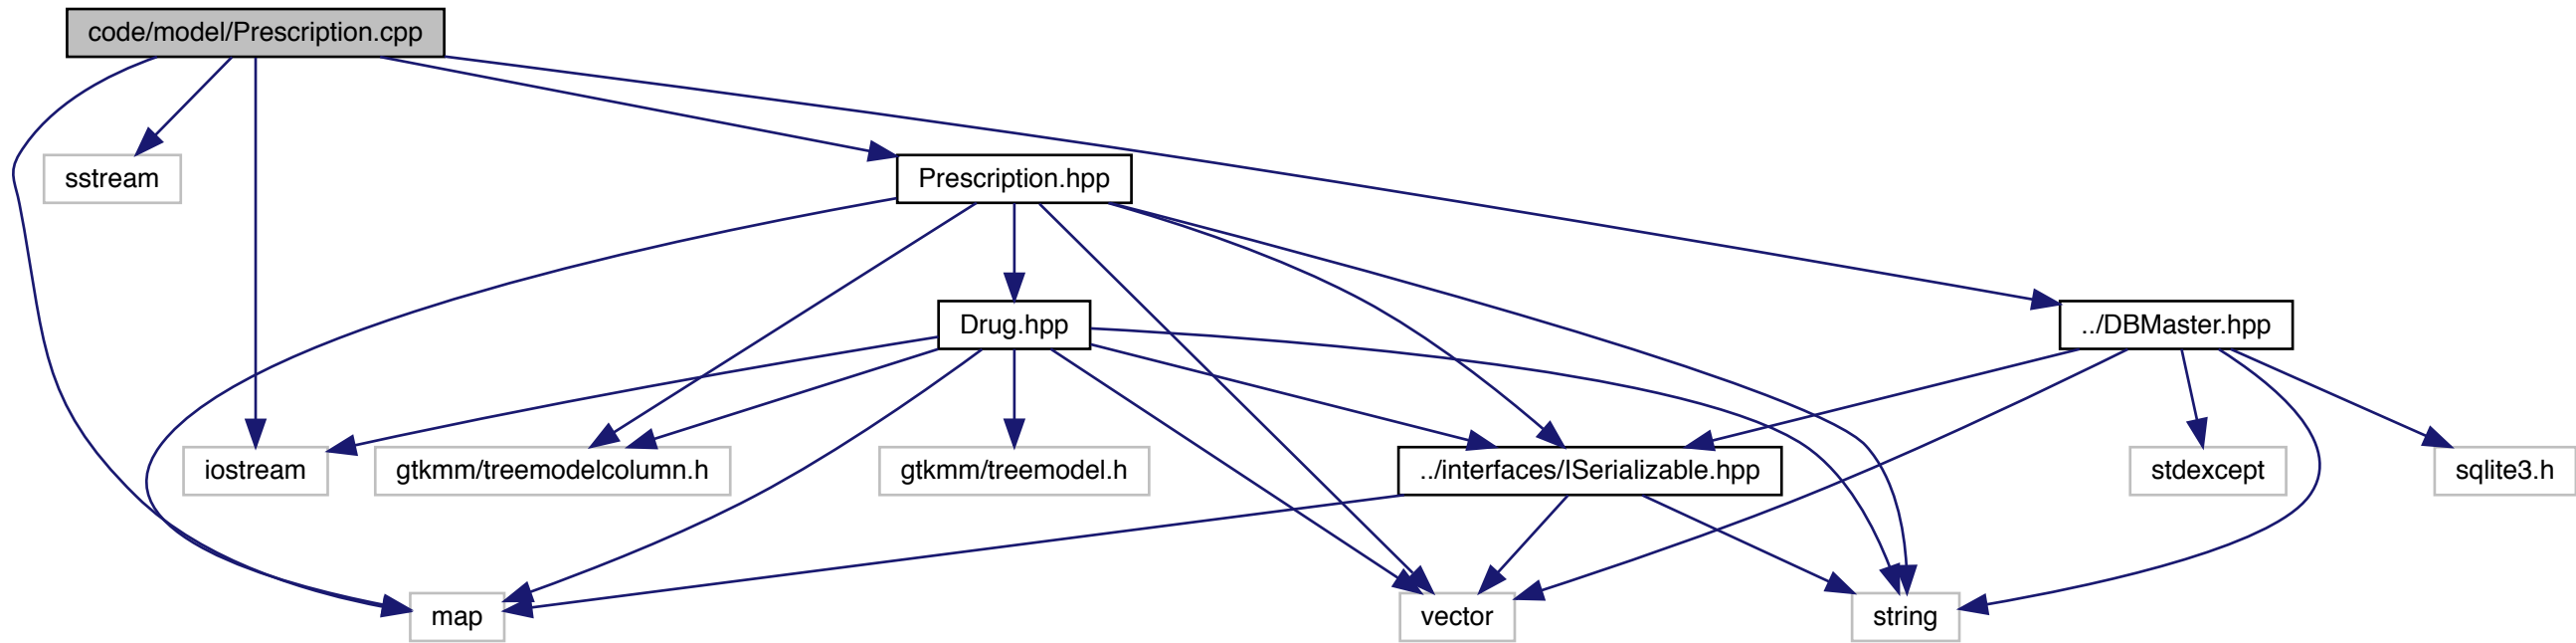 code/model/Prescription.cpp
sstream
Prescription.hpp
Drug.hpp
../DBMaster.hpp
iostream
gtkmm/treemodelcolumn.h
gtkmm/treemodel.h
../interfaces/ISerializable.hpp
stdexcept
sqlite3.h
map
vector
string